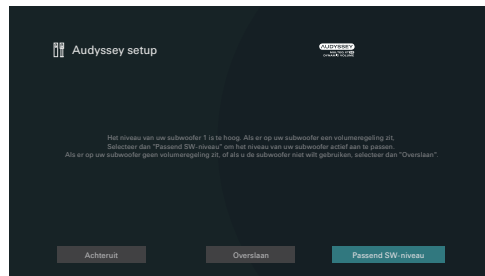 Audyssey setup
AUDYSSEY
DYNAMIC VOLUME
Het niveau van uw subwoofer 1 is te hoog. Als er op uw subwoofer een volumeregeling zit,
Selecteer dan "Passend SW-niveau" om het niveau van uw subwoofer actief aan te passen.
Als er op uw subwoofer geen volumeregeling zit, of als u de subwoofer niet wilt gebruiken, selecteer dan "Overslaan".
Achteruit
Overslaan
Passend SW-niveau